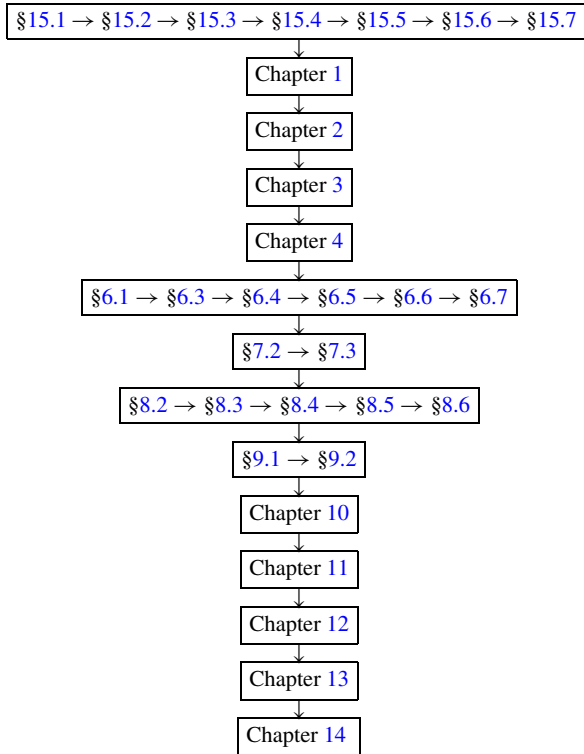 §15.1 → §15.2 → §15.3 → §15.4 → §15.5 → §15.6 → §15.7
Chapter 1
Chapter 2
Chapter 3
Chapter 4
§6.1 → §6.3 → §6.4 → §6.5 → §6.6 → §6.7
§7.2 → §7.3
§8.2 → §8.3 → §8.4 → §8.5 → §8.6
§9.1 → §9.2
Chapter 10
Chapter 11
Chapter 12
Chapter 13
Chapter 14